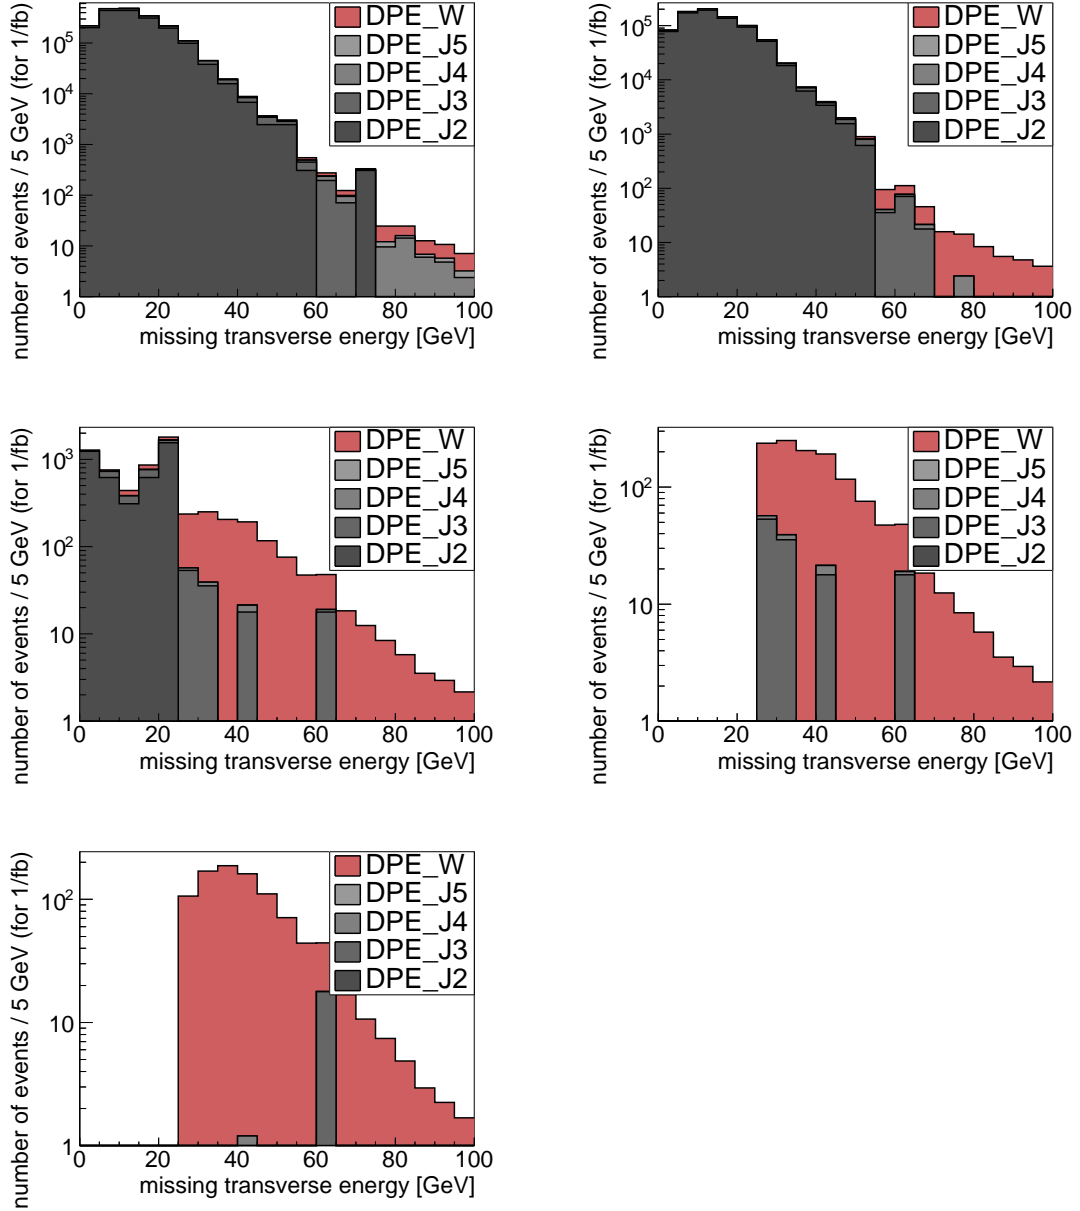 number of events / 5 GeV (for 1/fb)
10^5
10^4
10^3
10^2
10
1
0 20 40 60 80 100
missing transverse energy [GeV]
DPE_W
DPE_J5
DPE_J4
DPE_J3
DPE_J2
number of events / 5 GeV (for 1/fb)
10^5
10^4
10^3
10^2
10
1
0 20 40 60 80 100
missing transverse energy [GeV]
DPE_W
DPE_J5
DPE_J4
DPE_J3
DPE_J2
number of events / 5 GeV (for 1/fb)
10^3
10^2
10
1
0 20 40 60 80 100
missing transverse energy [GeV]
DPE_W
DPE_J5
DPE_J4
DPE_J3
DPE_J2
number of events / 5 GeV (for 1/fb)
10^2
10
1
0 20 40 60 80 100
missing transverse energy [GeV]
DPE_W
DPE_J5
DPE_J4
DPE_J3
DPE_J2
number of events / 5 GeV (for 1/fb)
10^2
10
1
0 20 40 60 80 100
missing transverse energy [GeV]
DPE_W
DPE_J5
DPE_J4
DPE_J3
DPE_J2